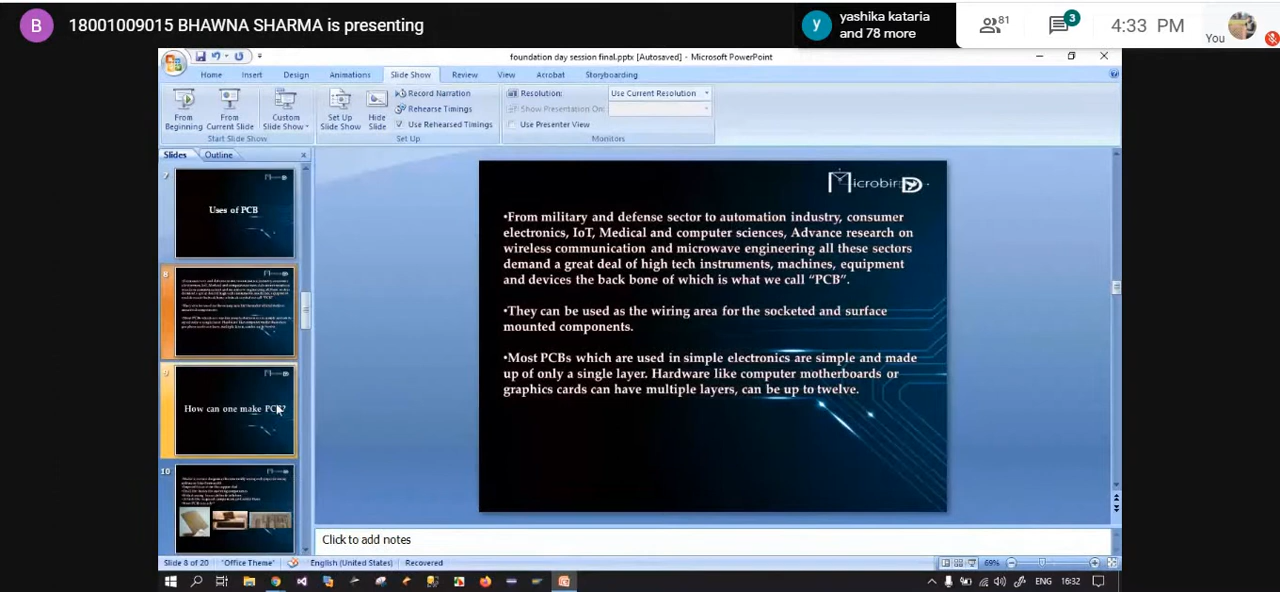 B 18001009015 BHAWNA SHARMA is presenting
y yashika kataria
and 78 more
81
3
4:33 PM
You
foundation day session final.pptx [Autosaved] - Microsoft PowerPoint
Home Insert Design Animations Slide Show Review View Acrobat Storyboarding
From
Beginning
From
Current Slide
Custom
Slide Show
Start Slide Show
Set Up
Slide Show
Hide
Slide
Record Narration
Rehearse Timings
Use Rehearsed Timings
Set Up
Resolution: Use Current Resolution
Show Presentation On:
Use Presenter View
Monitors
Slides Outline
7
Uses of PCB
8
9
How can one make PCB?
10
Microbird
•From military and defense sector to automation industry, consumer
electronics, IoT, Medical and computer sciences, Advance research on
wireless communication and microwave engineering all these sectors
demand a great deal of high tech instruments, machines, equipment
and devices the back bone of which is what we call “PCB”.
•They can be used as the wiring area for the socketed and surface
mounted components.
•Most PCBs which are used in simple electronics are simple and made
up of only a single layer. Hardware like computer motherboards or
graphics cards can have multiple layers, can be up to twelve.
Click to add notes
Slide 8 of 20 "Office Theme" English (United States) Recovered 69%
ENG 16:32